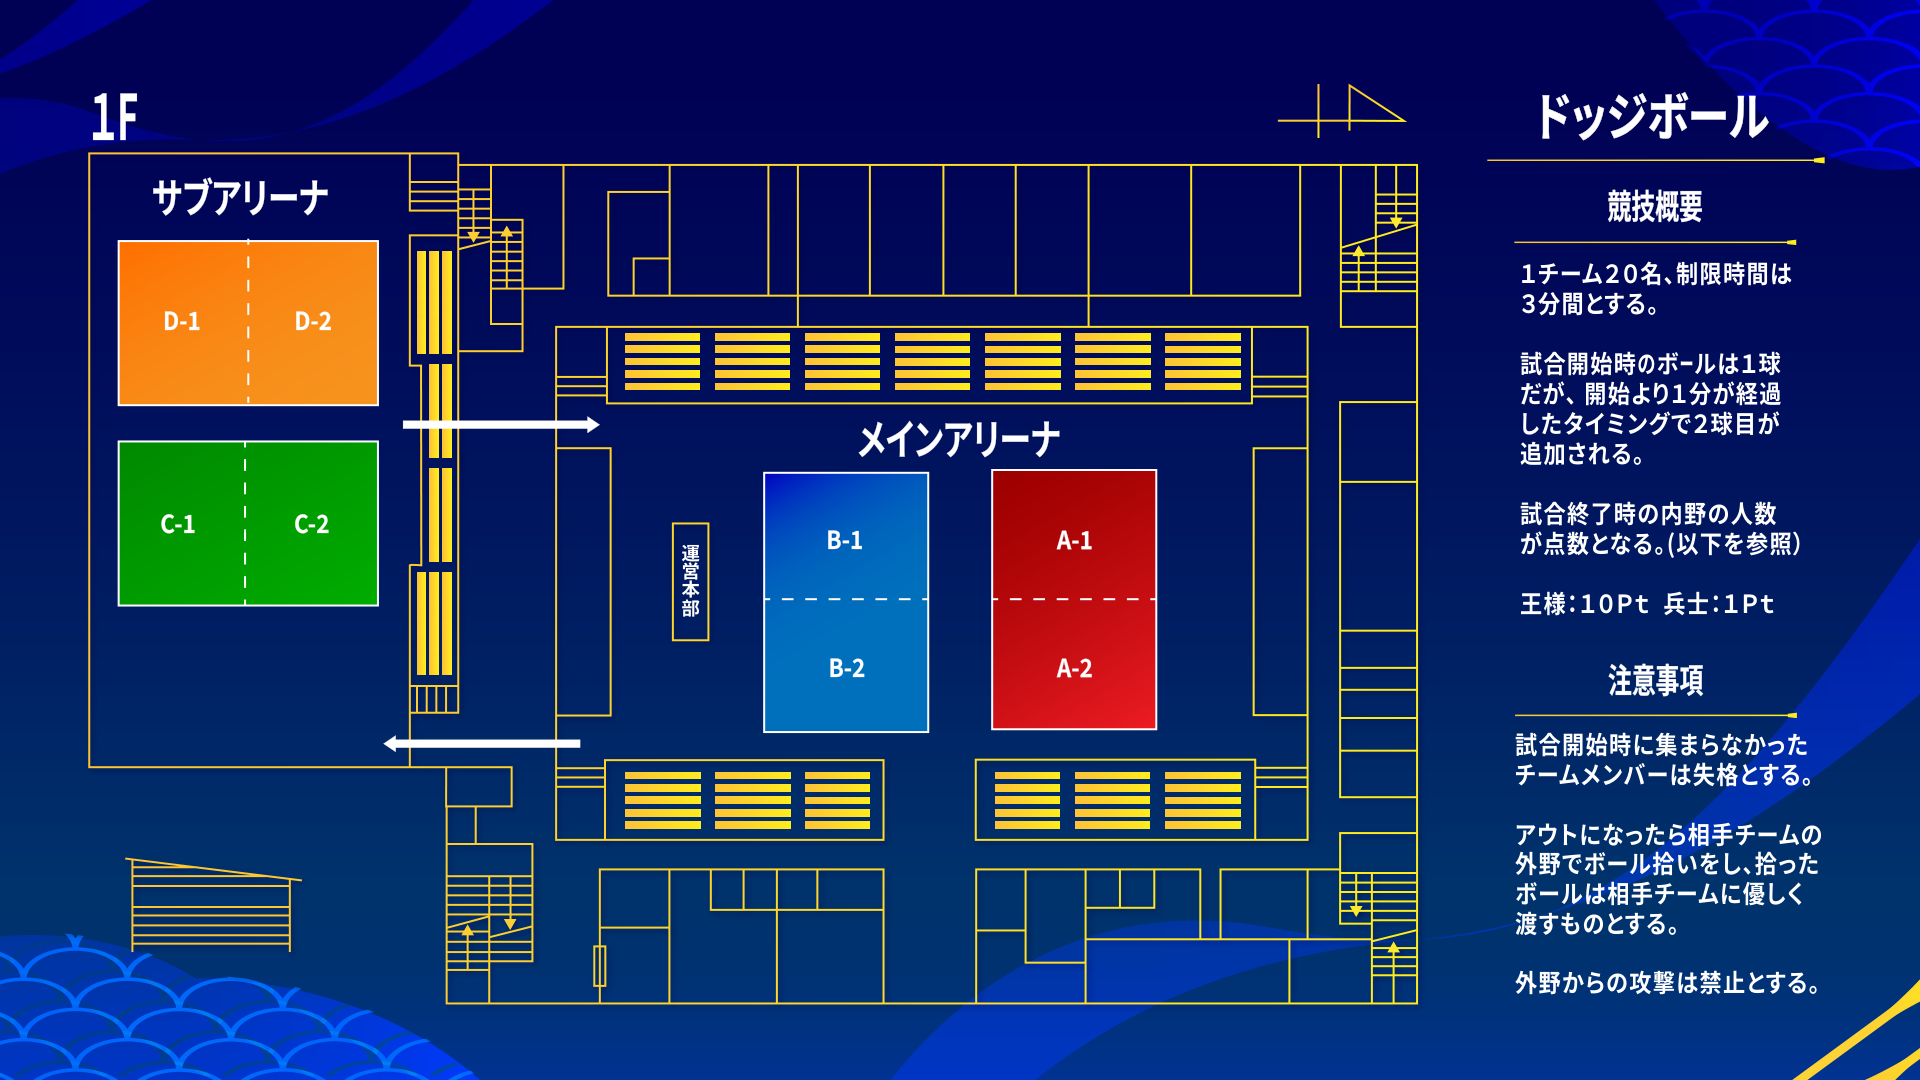 1F
サブアリーナ
D-1
D-2
C-1
C-2
メインアリーナ
運営本部
B-1
B-2
A-1
A-2
ドッジボール
競技概要
1チーム20名、制限時間は
3分間とする。
試合開始時のボールは1球
だが、開始より1分が経過
したタイミングで2球目が
追加される。
試合終了時の内野の人数
が点数となる。(以下を参照)
王様:10Pt 兵士:1Pt
注意事項
試合開始時に集まらなかった
チームメンバーは失格とする。
アウトになったら相手チームの
外野でボール拾いをし、拾った
ボールは相手チームに優しく
渡すものとする。
外野からの攻撃は禁止とする。